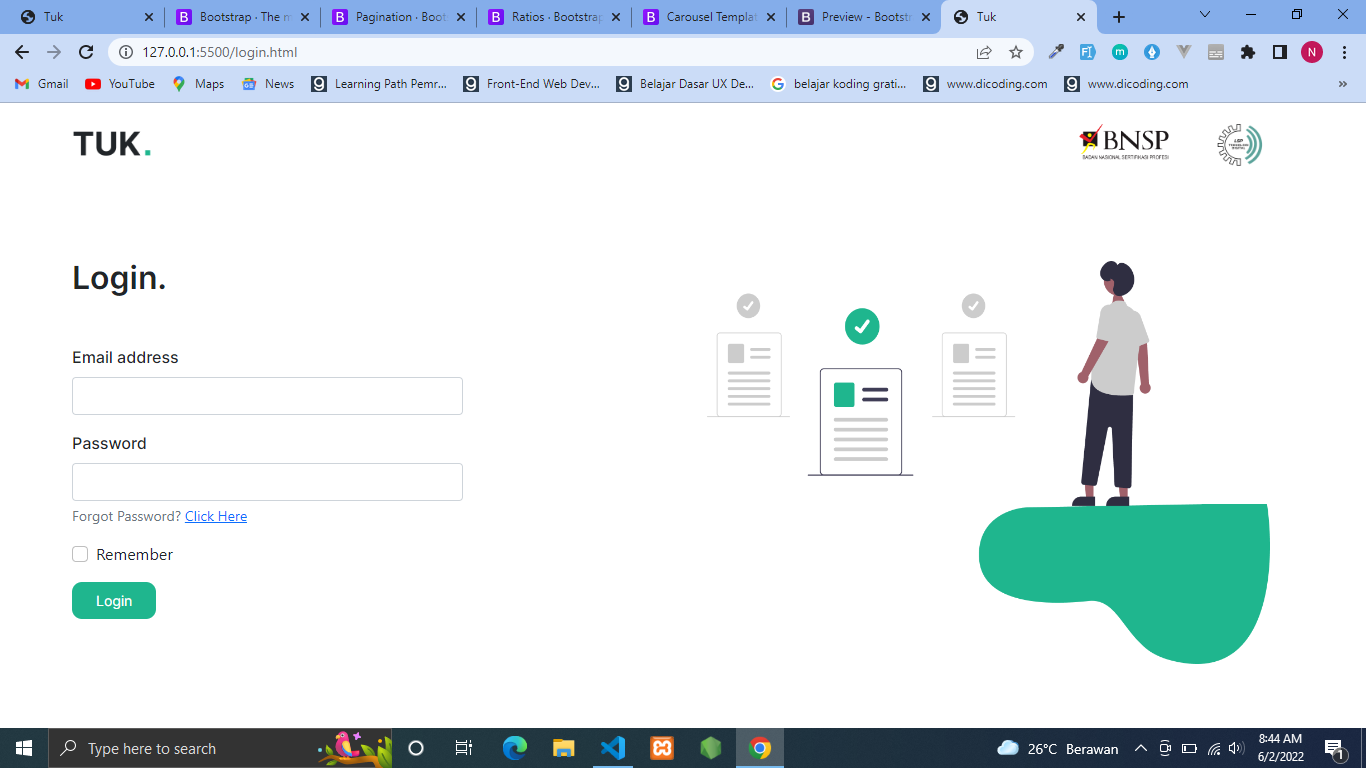 Tuk
Bootstrap · The m
Pagination · Boot
Ratios · Bootstrap
Carousel Templat
Preview - Bootstr
Tuk
127.0.0.1:5500/login.html
N
Gmail
YouTube
Maps
News
Learning Path Pemr...
Front-End Web Dev...
Belajar Dasar UX De...
belajar koding grati...
www.dicoding.com
www.dicoding.com
TUK.
BNSP
BADAN NASIONAL SERTIFIKASI PROFESI
LSP
Login.
Email address
Password
Forgot Password? Click Here
Remember
Login
Type here to search
26°C Berawan
8:44 AM
6/2/2022
1